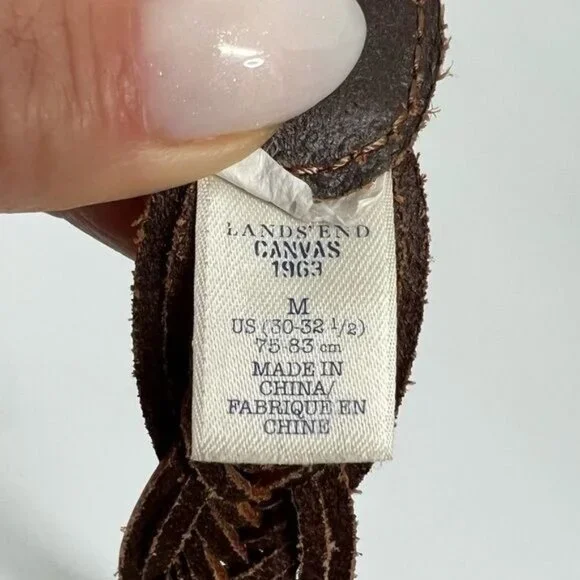 LANDS' END
CANVAS
1963
M
US (30-32 1/2)
75-83 cm
MADE IN
CHINA/
FABRIQUE EN
CHINE